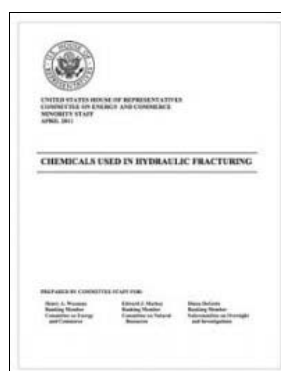 UNITED STATES HOUSE OF REPRESENTATIVES
COMMITTEE ON ENERGY AND COMMERCE
MINORITY STAFF
APRIL 2011
CHEMICALS USED IN HYDRAULIC FRACTURING
PREPARED BY COMMITTEE STAFF FOR:
Henry A. Waxman
Ranking Member
Committee on Energy
and Commerce
Edward J. Markey
Ranking Member
Committee on Natural
Resources
Diana DeGette
Ranking Member
Subcommittee on Oversight
and Investigations